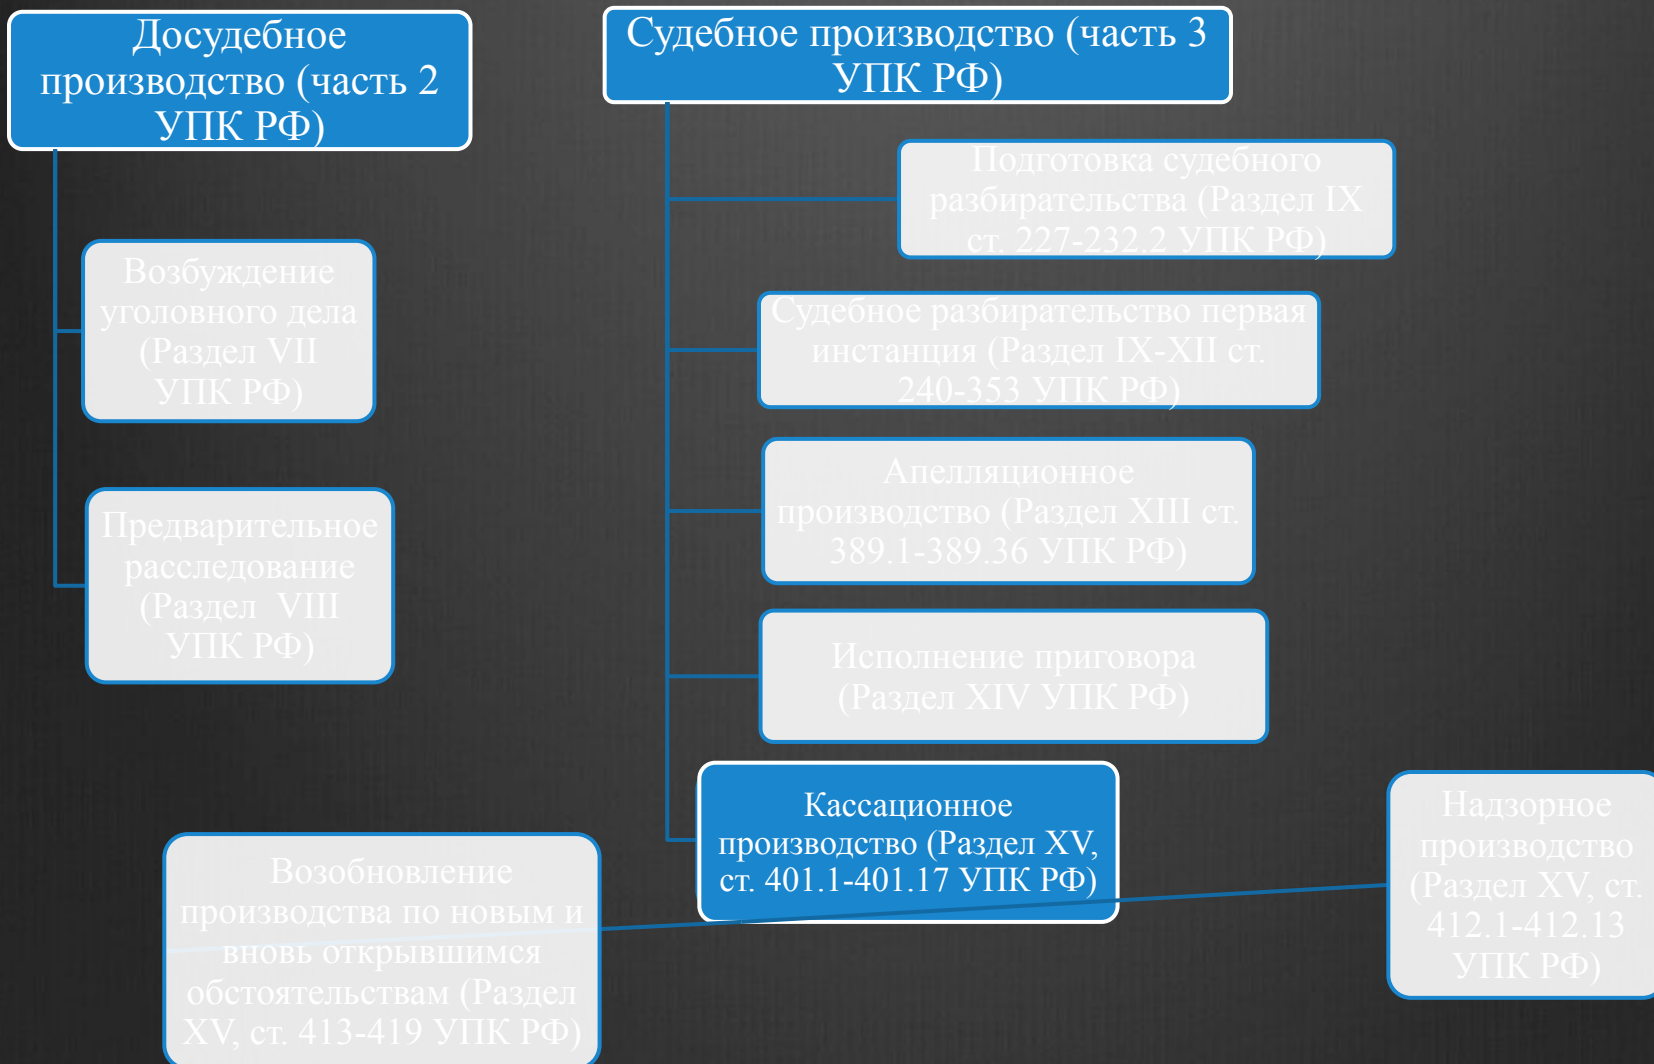 Досудебное
производство (часть 2
УПК РФ)
Возбуждение
уголовного дела
(Раздел VII
УПК РФ)
Предварительное
расследование
(Раздел VIII
УПК РФ)
Судебное производство (часть 3
УПК РФ)
Подготовка судебного
разбирательства (Раздел IX
ст. 227-232.2 УПК РФ)
Судебное разбирательство первая
инстанция (Раздел IX-XII ст.
240-353 УПК РФ)
Апелляционное
производство (Раздел XIII ст.
389.1-389.36 УПК РФ)
Исполнение приговора
(Раздел XIV УПК РФ)
Кассационное
производство (Раздел XV,
ст. 401.1-401.17 УПК РФ)
Возобновление
производства по новым и
вновь открывшимся
обстоятельствам (Раздел
XV, ст. 413-419 УПК РФ)
Надзорное
производство
(Раздел XV, ст.
412.1-412.13
УПК РФ)